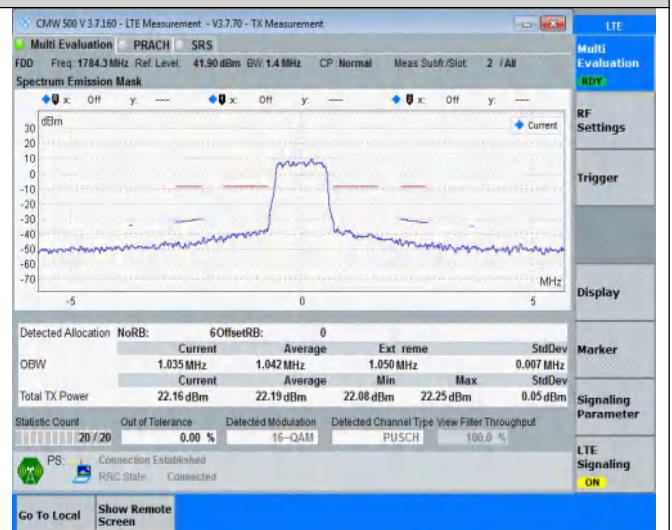 CMW 500 V 3.7.160 - LTE Measurement - V3.7.70 - TX Measurement
LTE
Multi Evaluation PRACH SRS
Multi Evaluation
RDY
FDD Freq: 1784.3 MHz Ref. Level: 41.90 dBm BW: 1.4 MHz CP: Normal Meas Subfr./Slot: 2 / All
Spectrum Emission Mask
x: Off y: --- x: Off y: --- x: Off y: ---
dBm
Current
30
20
10
0
-10
-20
-30
-40
-50
-60
-70
MHz
-5 0 5
RF Settings
Trigger
Display
Marker
Signaling Parameter
LTE Signaling
ON
Detected Allocation NoRB: 6 OffsetRB: 0
Current Average Extreme StdDev
OBW 1.035 MHz 1.042 MHz 1.050 MHz 0.007 MHz
Current Average Min Max StdDev
Total TX Power 22.16 dBm 22.19 dBm 22.08 dBm 22.25 dBm 0.05 dBm
Statistic Count Out of Tolerance Detected Modulation Detected Channel Type View Filter Throughput
20 / 20 0.00 % 16-QAM PUSCH 100.0 %
PS: Connection Established
RRC State Connected
Go To Local Show Remote Screen